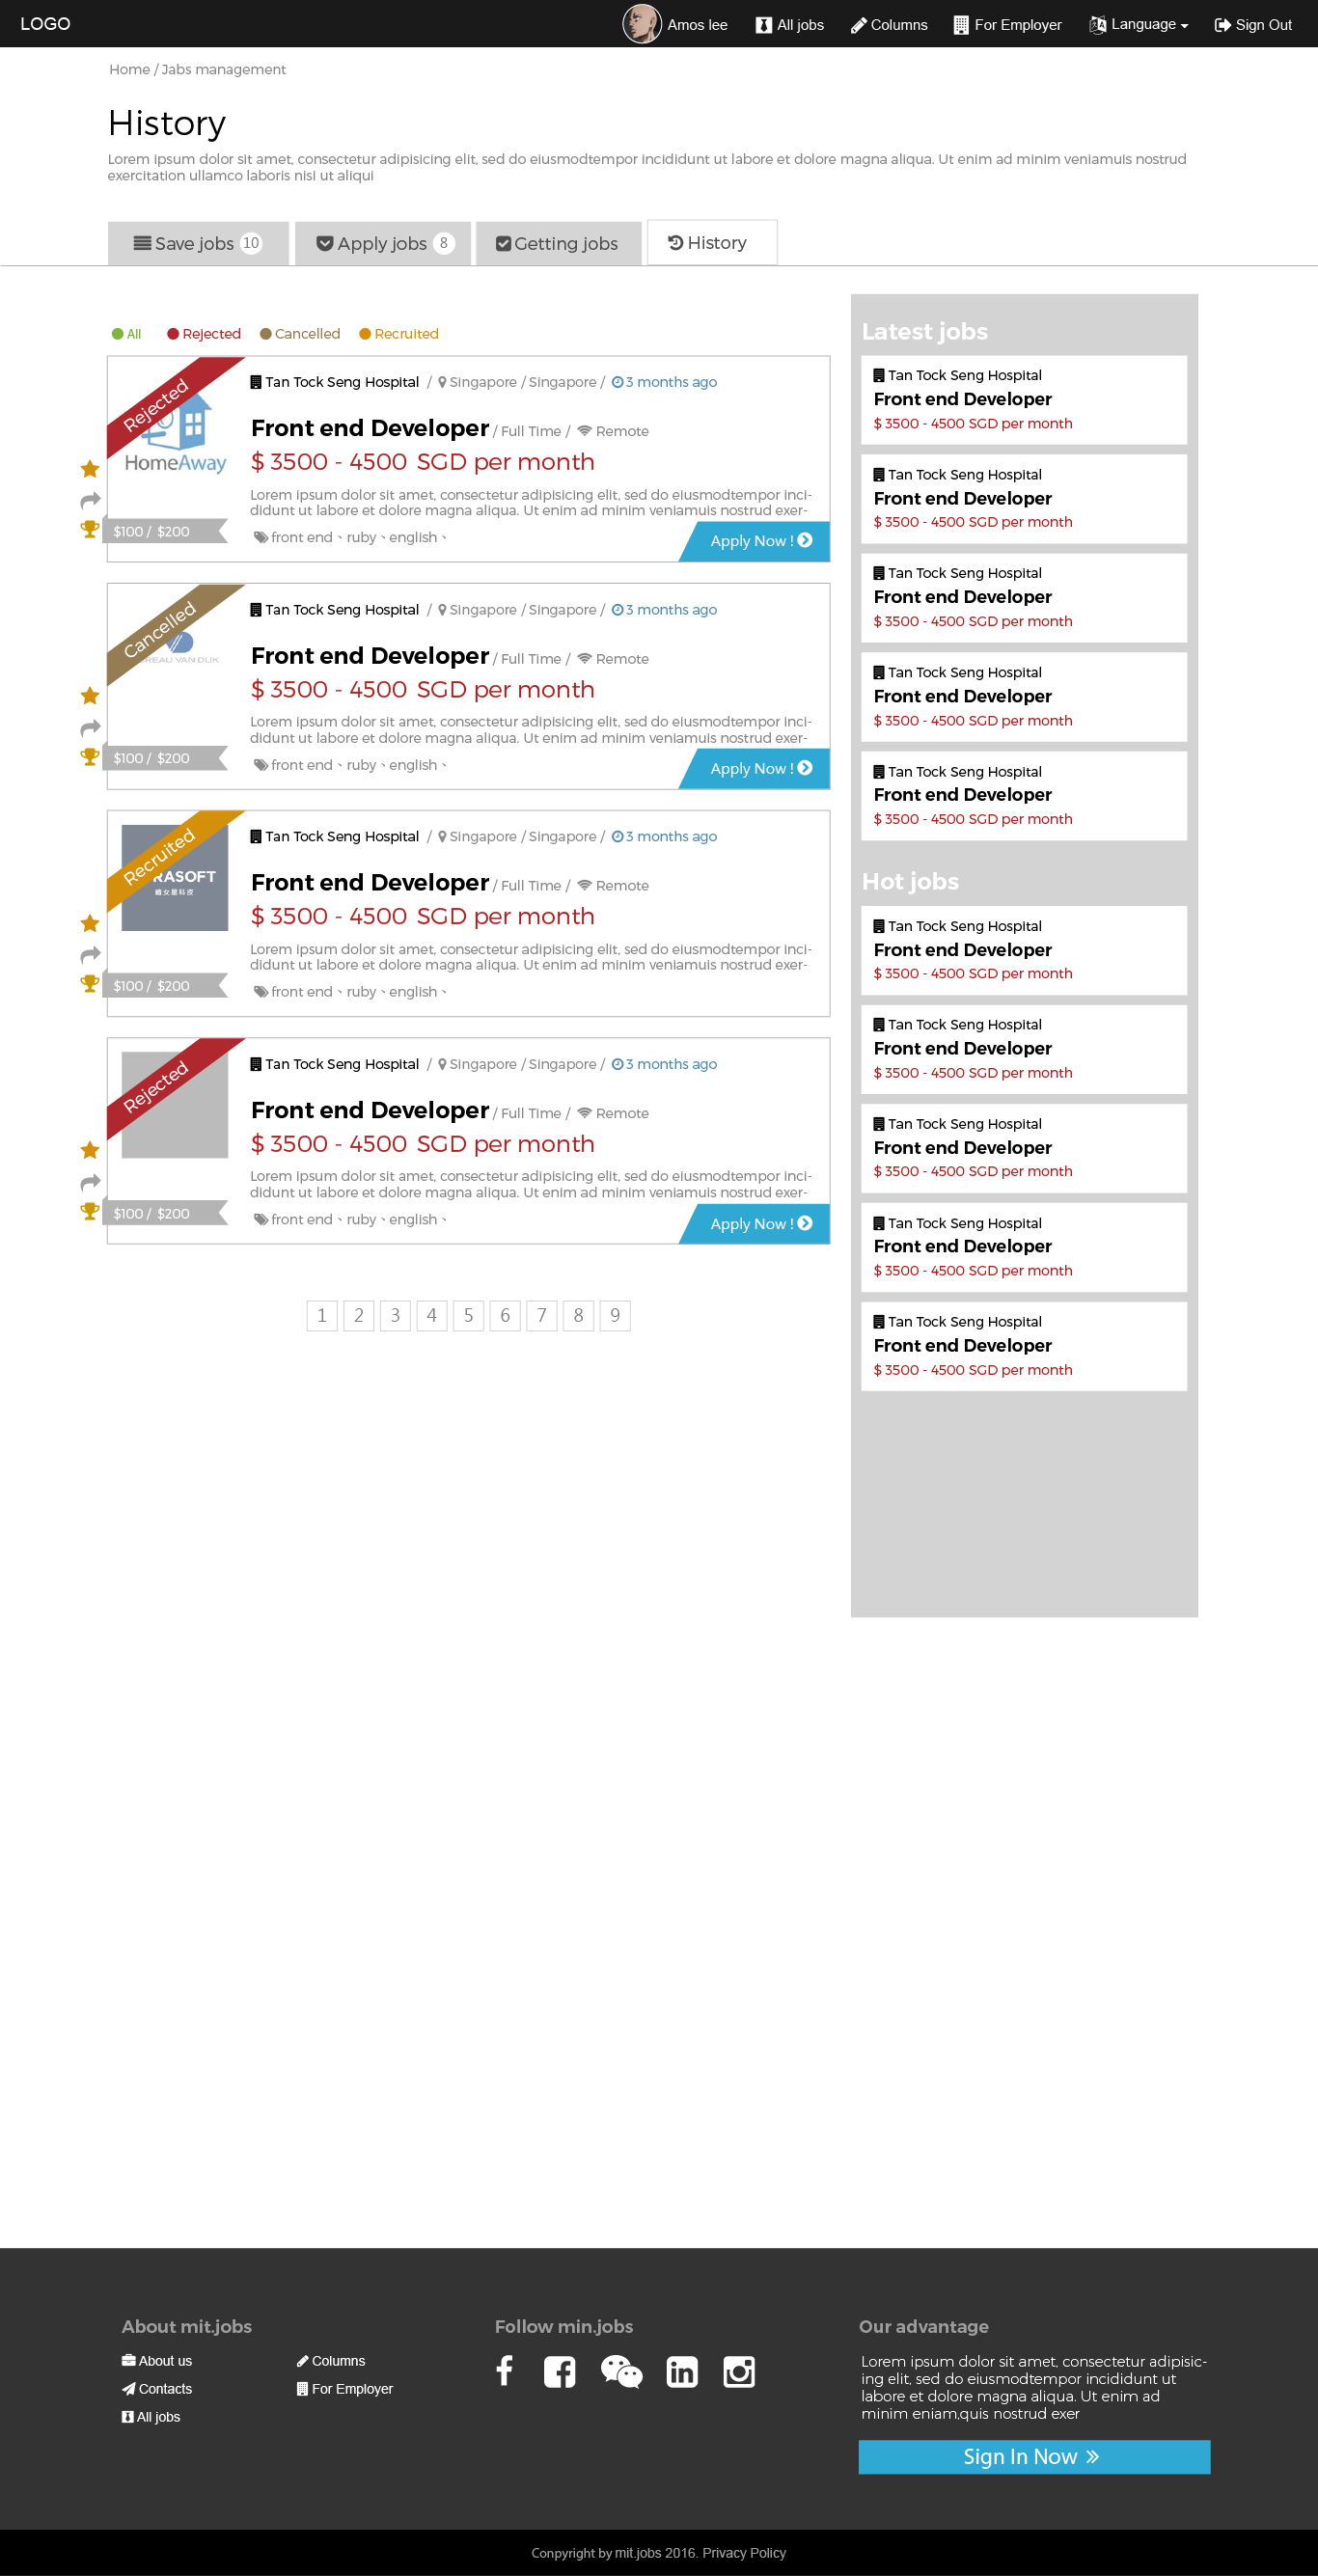 LOGO
Amos lee
All jobs
Columns
For Employer
Language
Sign Out
Home / Jabs management
History
Lorem ipsum dolor sit amet, consectetur adipisicing elit, sed do eiusmodtempor incididunt ut labore et dolore magna aliqua. Ut enim ad minim veniamuis nostrud
exercitation ullamco laboris nisi ut aliqui
Save jobs 10
Apply jobs 8
Getting jobs
History
All
Rejected
Cancelled
Recruited
Rejected
HomeAway
$100 / $200
Tan Tock Seng Hospital / Singapore / Singapore / 3 months ago
Front end Developer / Full Time / Remote
$ 3500 - 4500 SGD per month
Lorem ipsum dolor sit amet, consectetur adipisicing elit, sed do eiusmodtempor inci-
didunt ut labore et dolore magna aliqua. Ut enim ad minim veniamuis nostrud exer-
front end、ruby、english、
Apply Now !
Cancelled
VAN DIJK
$100 / $200
Tan Tock Seng Hospital / Singapore / Singapore / 3 months ago
Front end Developer / Full Time / Remote
$ 3500 - 4500 SGD per month
Lorem ipsum dolor sit amet, consectetur adipisicing elit, sed do eiusmodtempor inci-
didunt ut labore et dolore magna aliqua. Ut enim ad minim veniamuis nostrud exer-
front end、ruby、english、
Apply Now !
Recruited
RASOFT
$100 / $200
Tan Tock Seng Hospital / Singapore / Singapore / 3 months ago
Front end Developer / Full Time / Remote
$ 3500 - 4500 SGD per month
Lorem ipsum dolor sit amet, consectetur adipisicing elit, sed do eiusmodtempor inci-
didunt ut labore et dolore magna aliqua. Ut enim ad minim veniamuis nostrud exer-
front end、ruby、english、
Rejected
$100 / $200
Tan Tock Seng Hospital / Singapore / Singapore / 3 months ago
Front end Developer / Full Time / Remote
$ 3500 - 4500 SGD per month
Lorem ipsum dolor sit amet, consectetur adipisicing elit, sed do eiusmodtempor inci-
didunt ut labore et dolore magna aliqua. Ut enim ad minim veniamuis nostrud exer-
front end、ruby、english、
Apply Now !
1 2 3 4 5 6 7 8 9
Latest jobs
Tan Tock Seng Hospital
Front end Developer
$ 3500 - 4500 SGD per month
Tan Tock Seng Hospital
Front end Developer
$ 3500 - 4500 SGD per month
Tan Tock Seng Hospital
Front end Developer
$ 3500 - 4500 SGD per month
Tan Tock Seng Hospital
Front end Developer
$ 3500 - 4500 SGD per month
Tan Tock Seng Hospital
Front end Developer
$ 3500 - 4500 SGD per month
Hot jobs
Tan Tock Seng Hospital
Front end Developer
$ 3500 - 4500 SGD per month
Tan Tock Seng Hospital
Front end Developer
$ 3500 - 4500 SGD per month
Tan Tock Seng Hospital
Front end Developer
$ 3500 - 4500 SGD per month
Tan Tock Seng Hospital
Front end Developer
$ 3500 - 4500 SGD per month
Tan Tock Seng Hospital
Front end Developer
$ 3500 - 4500 SGD per month
About mit.jobs
About us
Contacts
All jobs
Columns
For Employer
Follow min.jobs
Our advantage
Lorem ipsum dolor sit amet, consectetur adipisic-
ing elit, sed do eiusmodtempor incididunt ut
labore et dolore magna aliqua. Ut enim ad
minim eniam,quis nostrud exer
Sign In Now
Conpyright by mit.jobs 2016. Privacy Policy